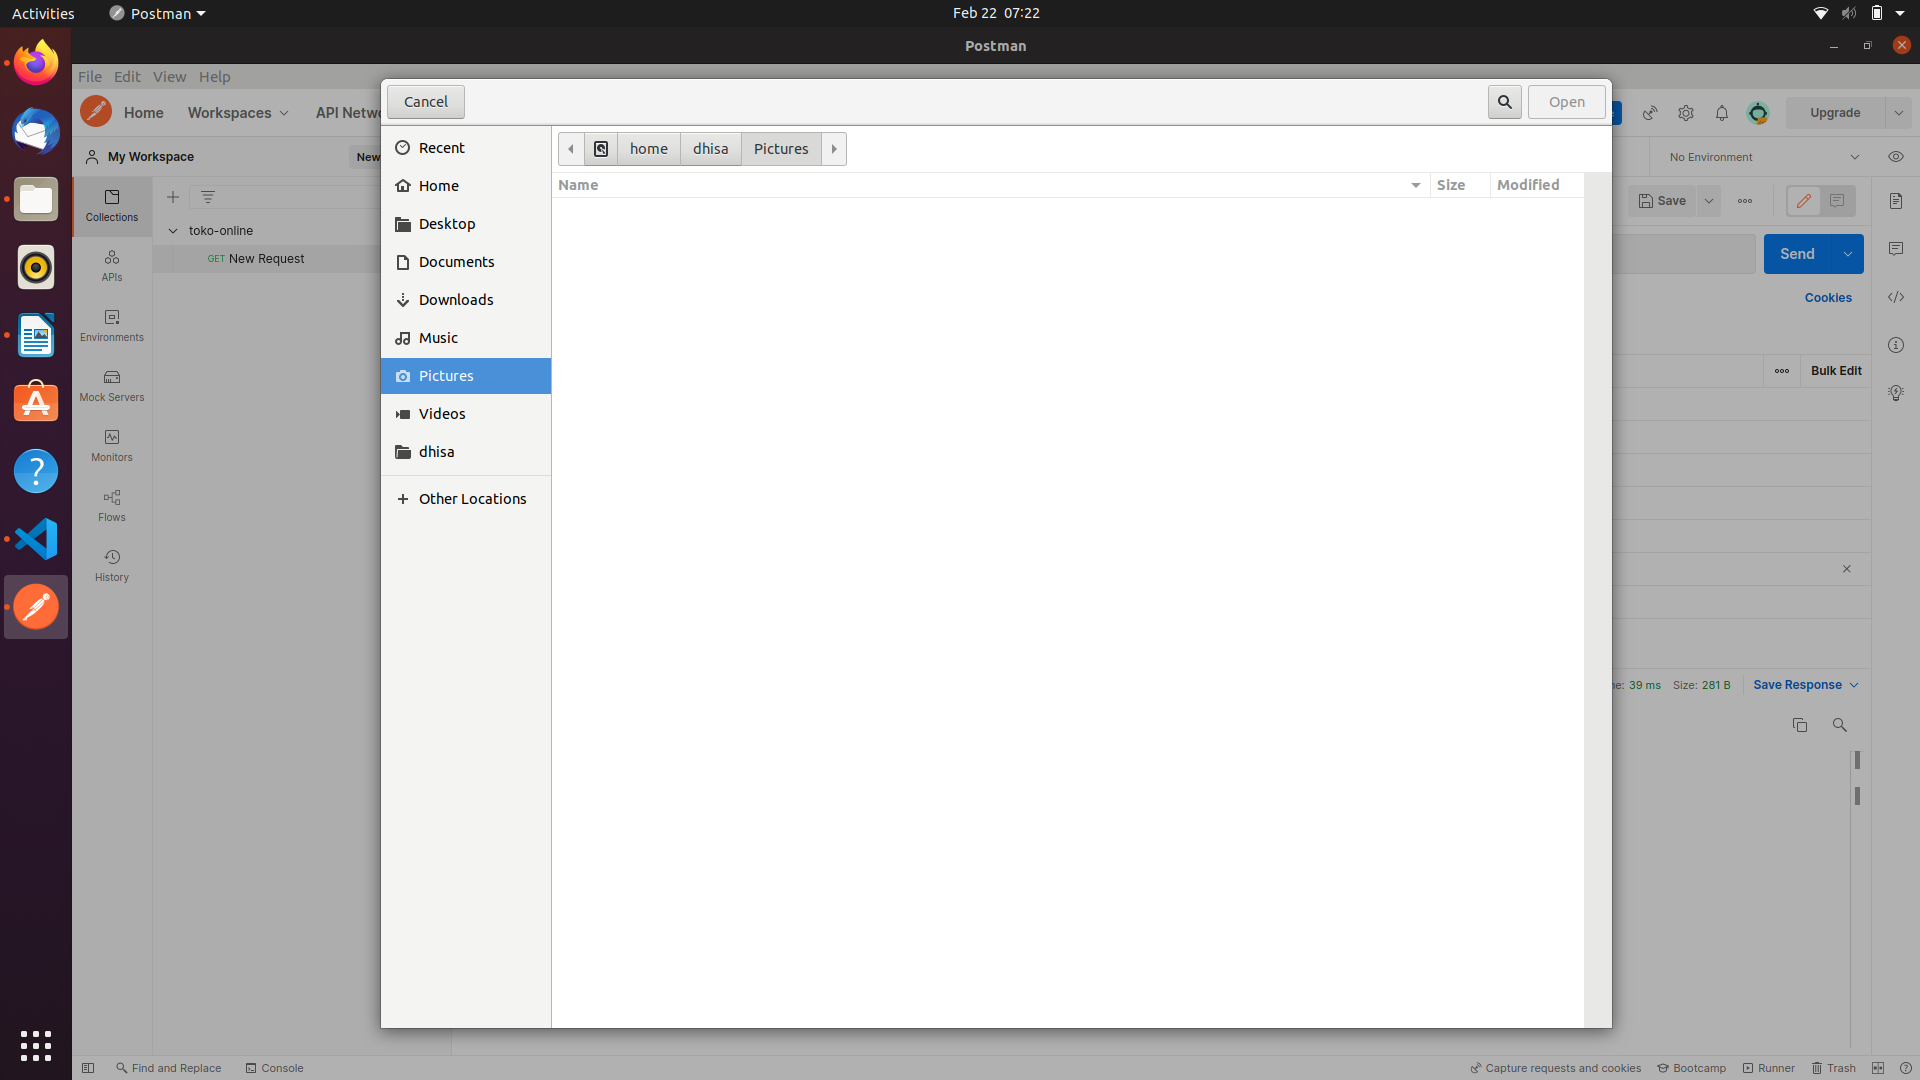 Activities
Postman
Feb 22 07:22
Postman
File Edit View Help
Home
Workspaces
API Netw
Upgrade
My Workspace
New
No Environment
Collections
APIs
Environments
Mock Servers
Monitors
Flows
History
toko-online
GET New Request
Cancel
Open
Recent
Home
Desktop
Documents
Downloads
Music
Pictures
Videos
dhisa
Other Locations
home
dhisa
Pictures
Name
Size
Modified
Save
Send
Cookies
Bulk Edit
39 ms
Size: 281 B
Save Response
Find and Replace
Console
Capture requests and cookies
Bootcamp
Runner
Trash